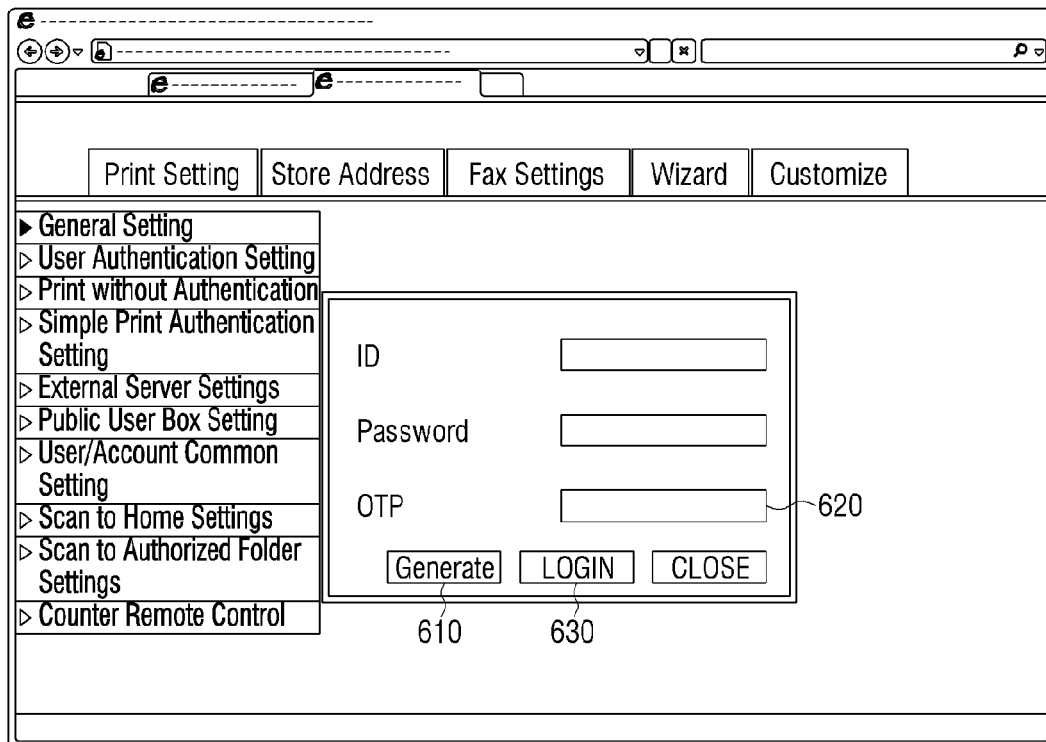 Print Setting Store Address Fax Settings Wizard Customize
General Setting
User Authentication Setting
Print without Authentication
Simple Print Authentication
Setting
External Server Settings
Public User Box Setting
User/Account Common
Setting
Scan to Home Settings
Scan to Authorized Folder
Settings
Counter Remote Control
ID
Password
OTP
620
Generate LOGIN CLOSE
610 630